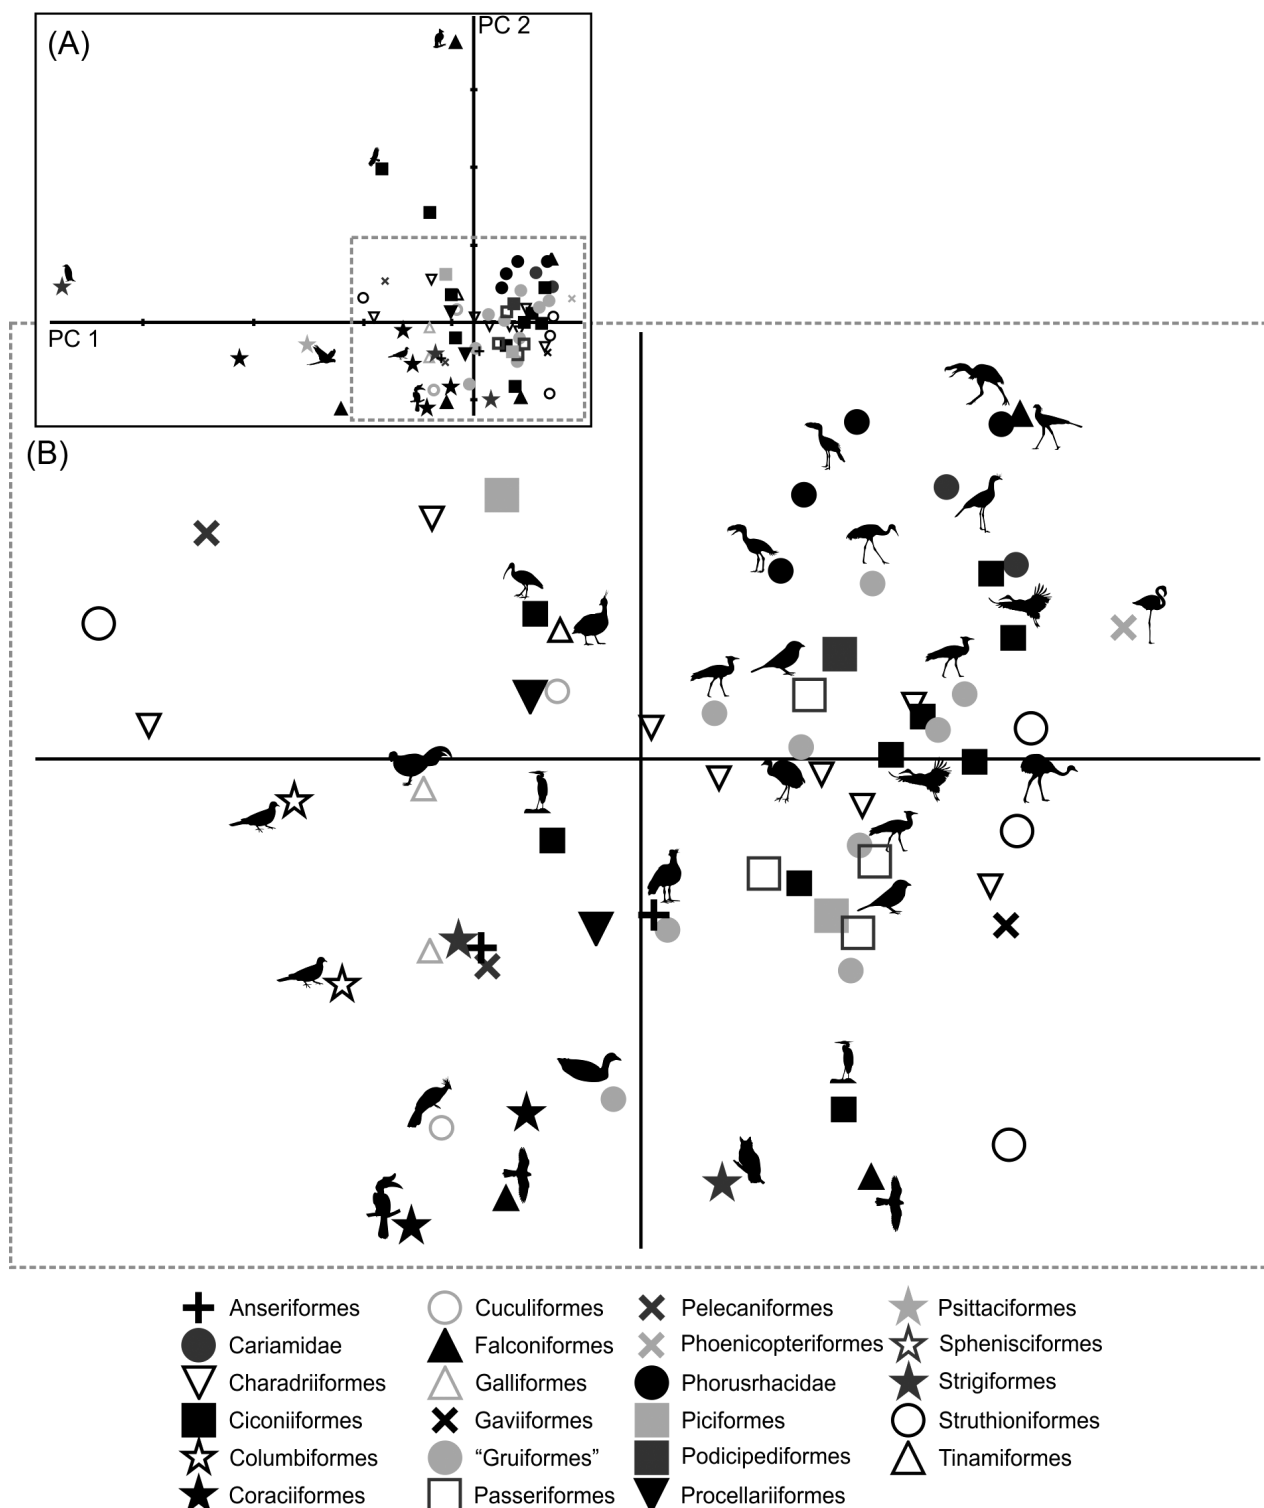 (A)
PC 2
PC 1
(B)
Anseriformes
Cariamidae
Charadriiformes
Ciconiiformes
Columbiformes
Coraciiformes
Cuculiformes
Falconiformes
Galliformes
Gaviiformes
“Gruiformes”
Passeriformes
Pelecaniformes
Phoenicopteriformes
Phorusrhacidae
Piciformes
Podicipediformes
Procellariiformes
Psittaciformes
Sphenisciformes
Strigiformes
Struthioniformes
Tinamiformes